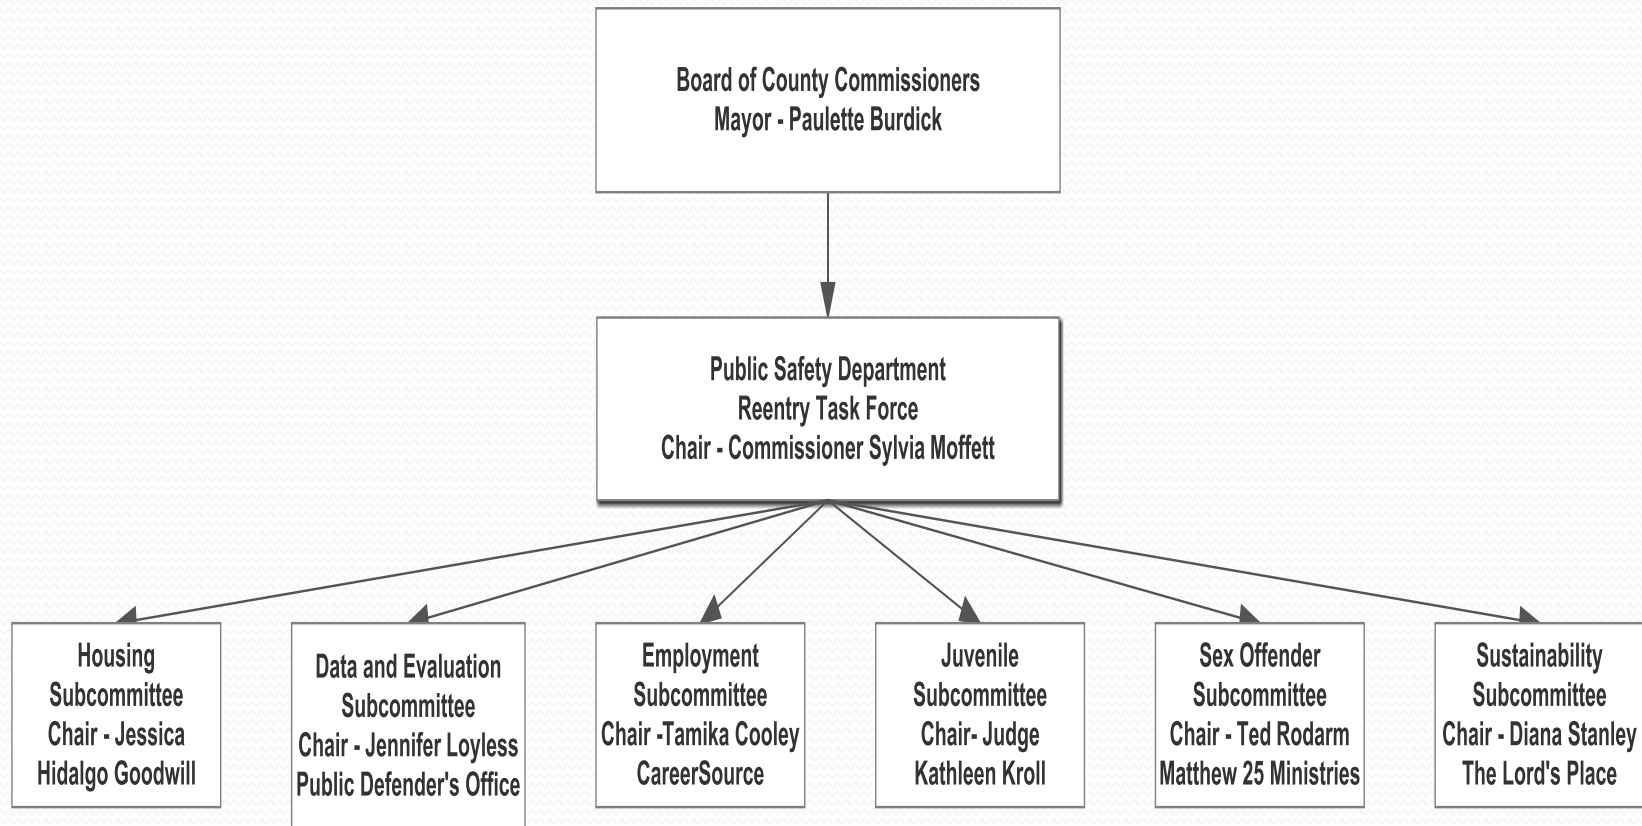 Board of County Commissioners
Mayor - Paulette Burdick
Public Safety Department
Reentry Task Force
Chair - Commissioner Sylvia Moffett
Housing
Subcommittee
Chair - Jessica
Hidalgo Goodwill
Data and Evaluation
Subcommittee
Chair - Jennifer Loyless
Public Defender's Office
Employment
Subcommittee
Chair -Tamika Cooley
CareerSource
Juvenile
Subcommittee
Chair- Judge
Kathleen Kroll
Sex Offender
Subcommittee
Chair - Ted Rodarm
Matthew 25 Ministries
Sustainability
Subcommittee
Chair - Diana Stanley
The Lord's Place